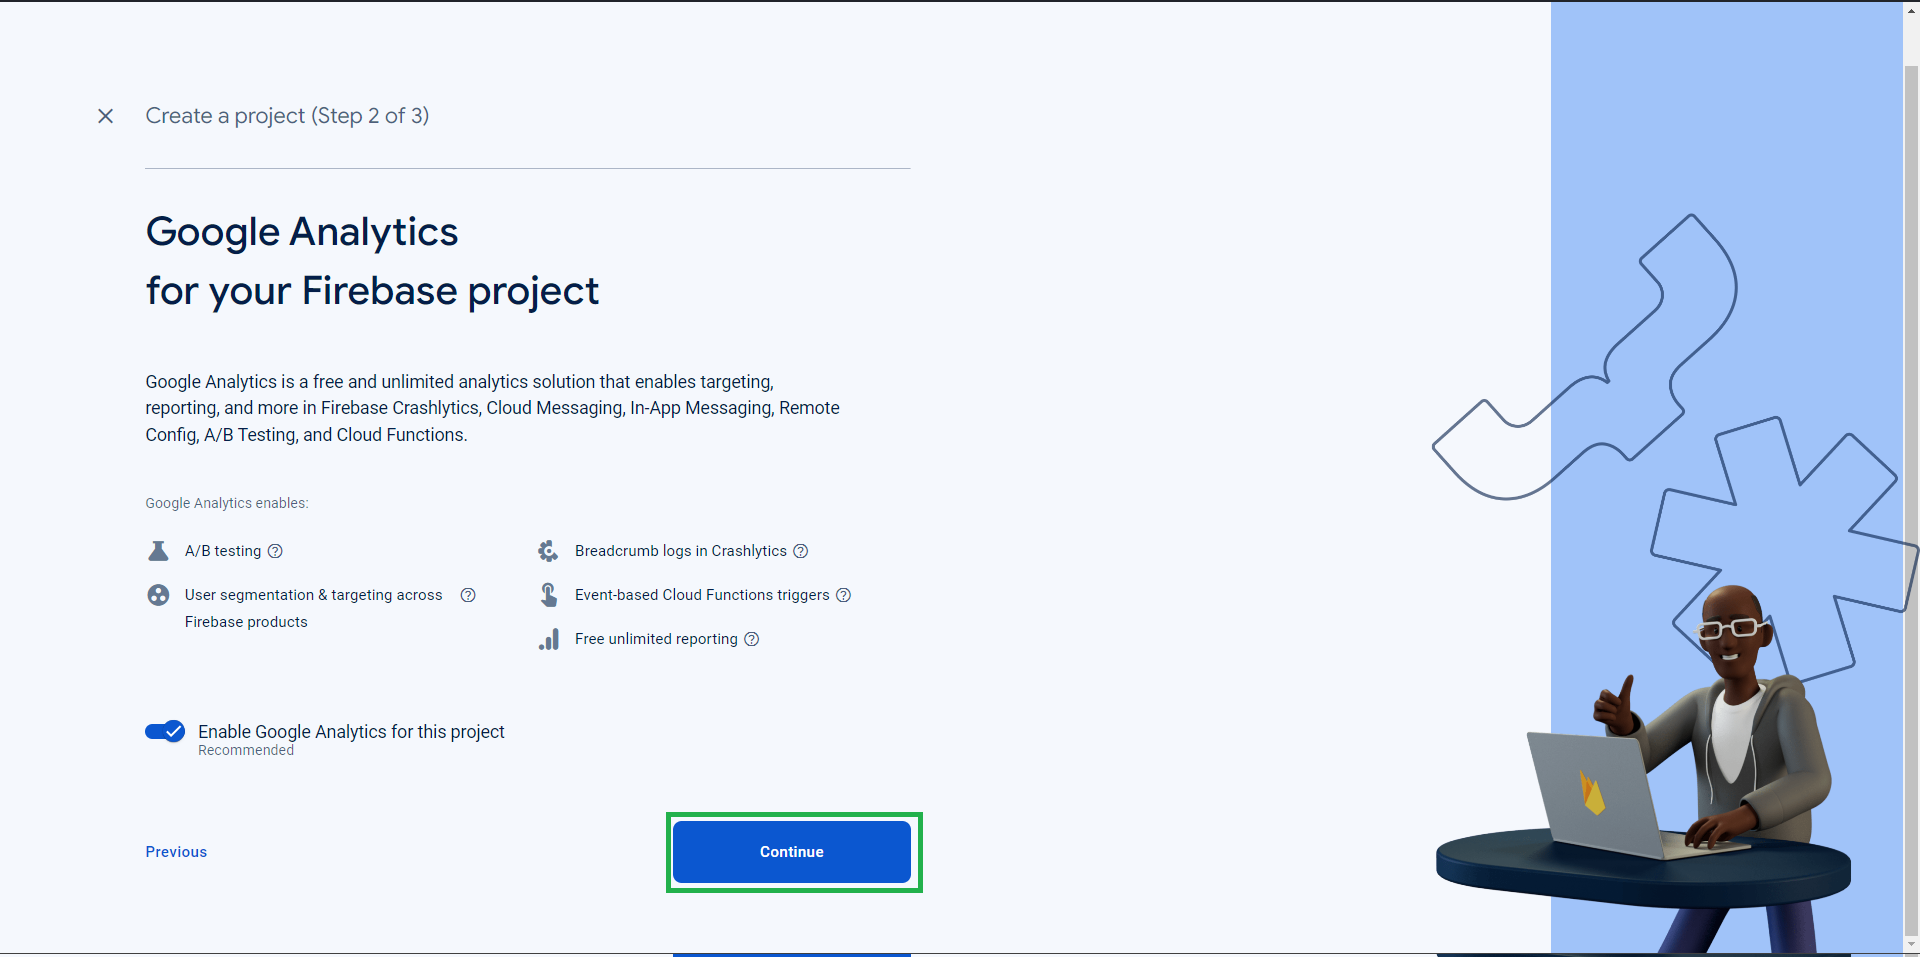 Create a project (Step 2 of 3)
Google Analytics
for your Firebase project
Google Analytics is a free and unlimited analytics solution that enables targeting,
reporting, and more in Firebase Crashlytics, Cloud Messaging, In-App Messaging, Remote
Config, A/B Testing, and Cloud Functions.
Google Analytics enables:
A/B testing
User segmentation & targeting across
Firebase products
Breadcrumb logs in Crashlytics
Event-based Cloud Functions triggers
Free unlimited reporting
Enable Google Analytics for this project
Recommended
Previous
Continue